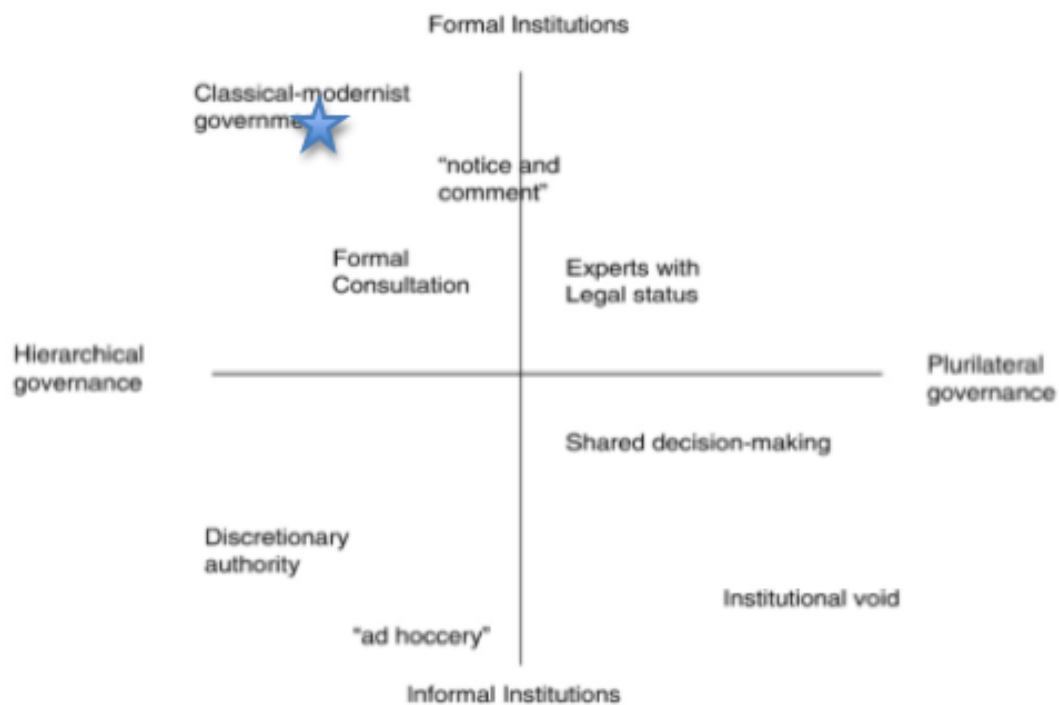 Formal Institutions
Classical-modernist
"notice and
comment"
Formal
Consultation
Experts with
Legal status
Hierarchical
governance
Plurilateral
governance
Shared decision-making
Discretionary
authority
Institutional void
"ad hoccery"
Informal Institutions